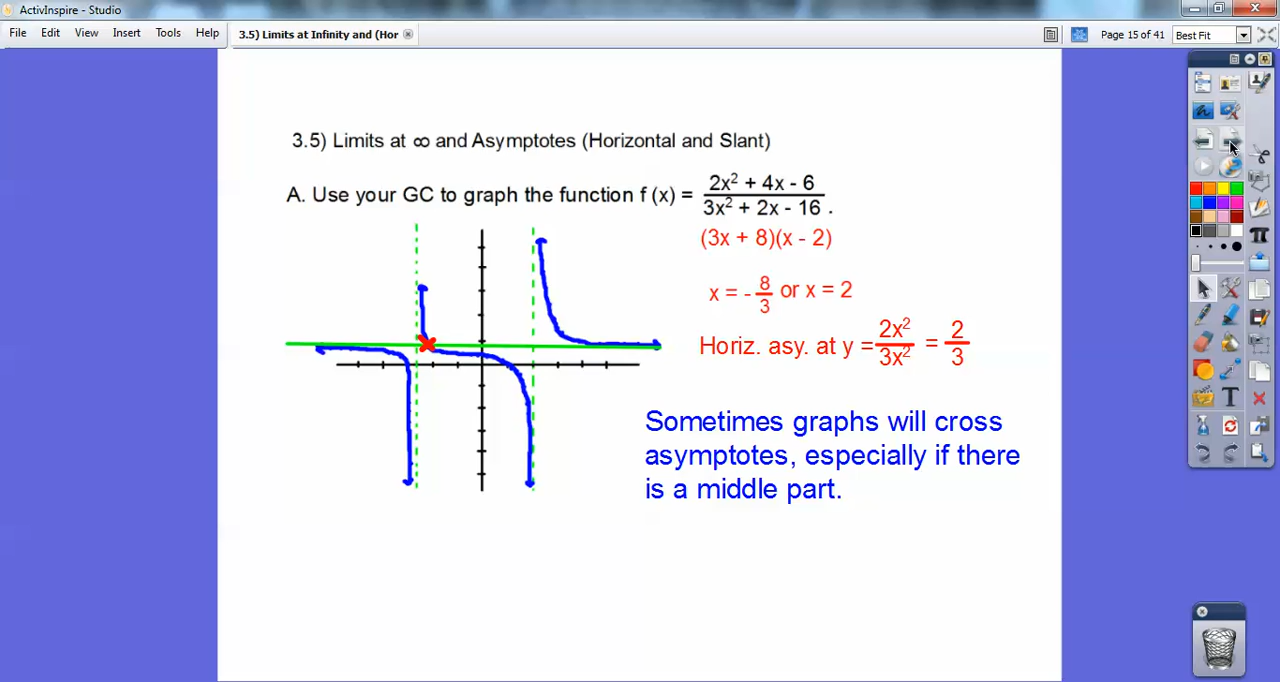 ActivInspire - Studio
File Edit View Insert Tools Help
3.5) Limits at Infinity and (Hor
Page 15 of 41
Best Fit
3.5) Limits at ∞ and Asymptotes (Horizontal and Slant)
A. Use your GC to graph the function f (x) = 2x² + 4x - 6 / 3x² + 2x - 16 .
(3x + 8)(x - 2)
x = - 8/3 or x = 2
Horiz. asy. at y = 2x²/3x² = 2/3
Sometimes graphs will cross
asymptotes, especially if there
is a middle part.